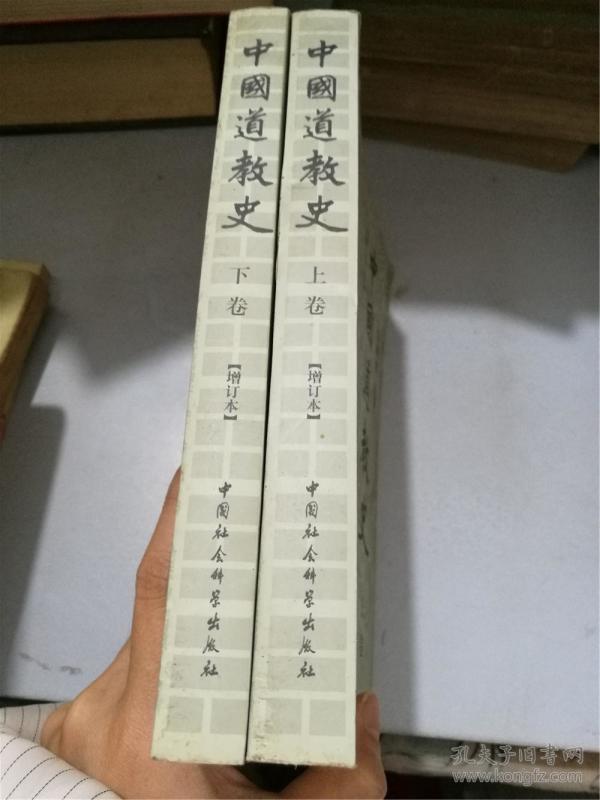 中國道教史
下卷
【增订本】
中国社会科学出版社
中國道教史
上卷
【增订本】
中国社会科学出版社
孔夫子旧书网
www.kongfz.com